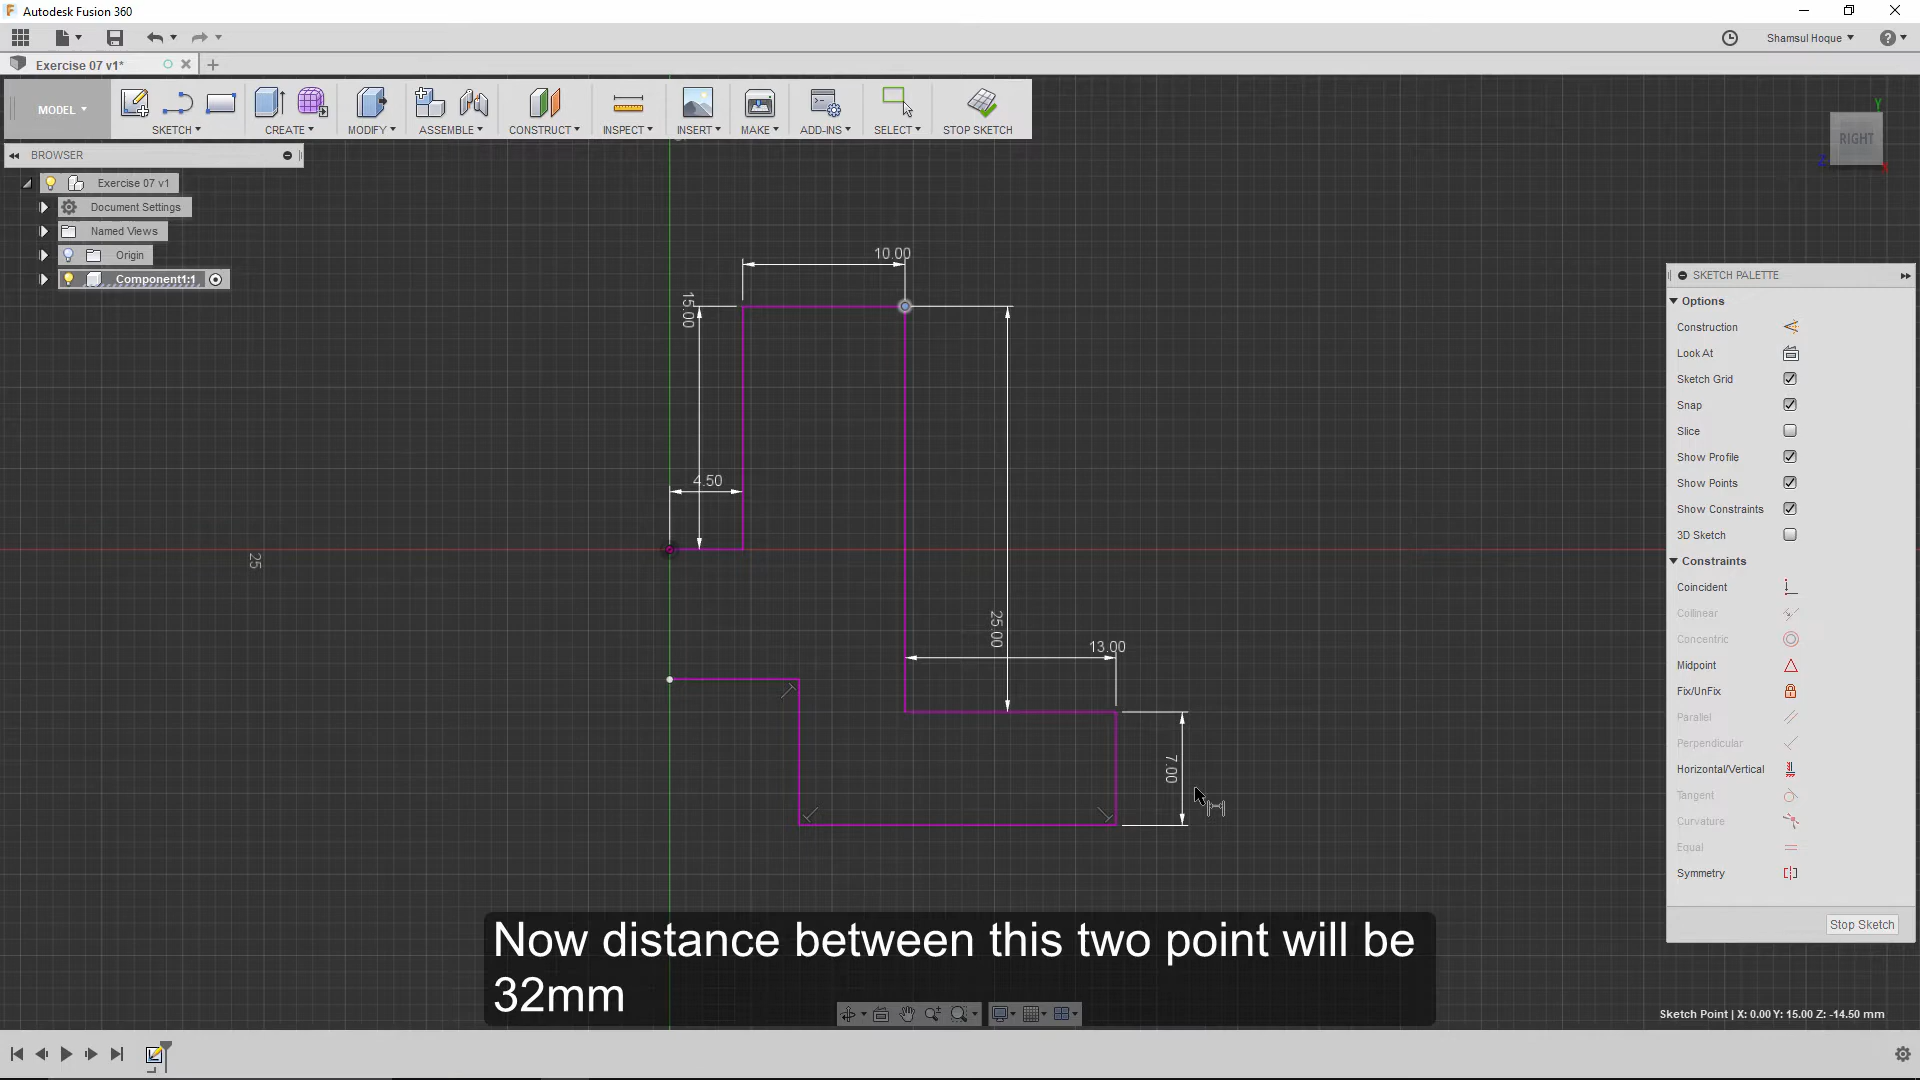 Autodesk Fusion 360
Shamsul Hoque
Exercise 07 v1*
MODEL
SKETCH
CREATE
MODIFY
ASSEMBLE
CONSTRUCT
INSPECT
INSERT
MAKE
ADD-INS
SELECT
STOP SKETCH
BROWSER
Exercise 07 v1
Document Settings
Named Views
Origin
Component1:1
Y
RIGHT
Z
X
10.00
15.00
4.50
25
25.00
13.00
7.00
SKETCH PALETTE
Options
Construction
Look At
Sketch Grid
Snap
Slice
Show Profile
Show Points
Show Constraints
3D Sketch
Constraints
Coincident
Collinear
Concentric
Midpoint
Fix/UnFix
Parallel
Perpendicular
Horizontal/Vertical
Tangent
Curvature
Equal
Symmetry
Stop Sketch
Now distance between this two point will be
32mm
Sketch Point | X: 0.00 Y: 15.00 Z: -14.50 mm